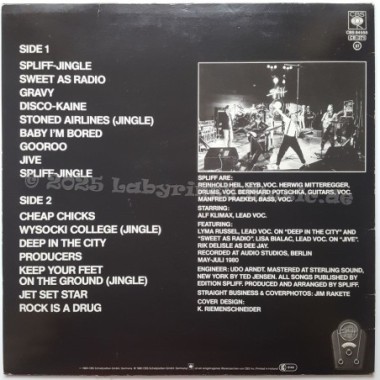 CBS
CBS 84555
SIDE 1
SPLIFF-JINGLE
SWEET AS RADIO
GRAVY
DISCO-KAINE
STONED AIRLINES (JINGLE)
BABY I'M BORED
GOOROO
JIVE
SPLIFF-JINGLE
SIDE 2
CHEAP CHICKS
WYSOCKI COLLEGE (JINGLE)
DEEP IN THE CITY
PRODUCERS
KEEP YOUR FEET
ON THE GROUND (JINGLE)
JET SET STAR
ROCK IS A DRUG
SPLIFF ARE:
REINHOLD HEIL, KEYB, VOC. HERWIG MITTEREGGER,
DRUMS, VOC. BERNHARD POTSCHKA, GUITARS, VOC.
MANFRED PRAEKER, BASS, VOC.
STARRING:
ALF KLIMAX, LEAD VOC.
FEATURING:
LYMA RUSSEL, LEAD VOC. ON "DEEP IN THE CITY" AND
"SWEET AS RADIO". LISA BIALAC, LEAD VOC. ON "JIVE".
RIK DELISLE AS DEE JAY.
RECORDED AT AUDIO STUDIOS, BERLIN
MAY-JULI 1980
ENGINEER: UDO ARNDT. MASTERED AT STERLING SOUND,
NEW YORK BY TED JENSEN. ALL SONGS PUBLISHED BY
EDITION SPLIFF. PRODUCED AND ARRANGED BY SPLIFF.
STRAIGHT BUSINESS & COVERPHOTOS: JIM RAKETE
COVER DESIGN:
K. RIEMENSCHNEIDER
© 2025